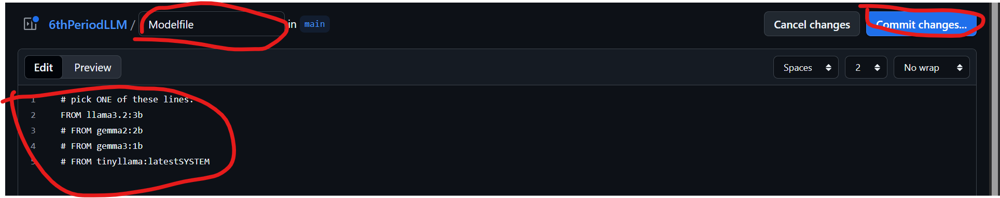 6thPeriodLLM / Modelfile in main Cancel changes Commit changes...
Edit Preview Spaces 2 No wrap
1 # pick ONE of these lines.
2 FROM llama3.2:3b
3 # FROM gemma2:2b
4 # FROM gemma3:1b
5 # FROM tinyllama:latestSYSTEM